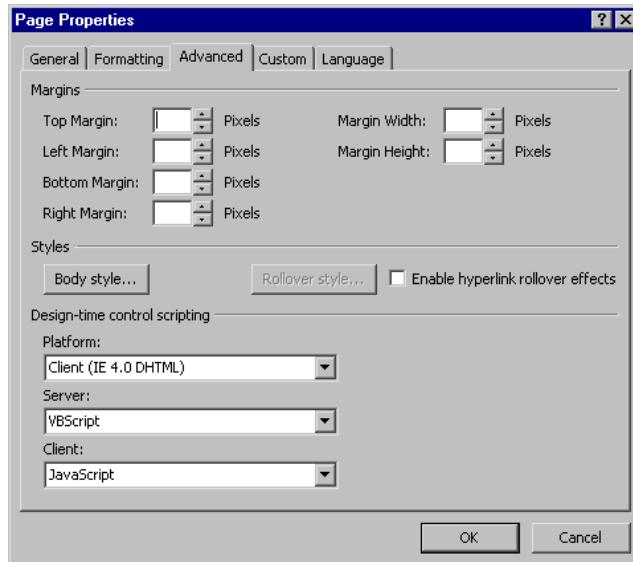 Page Properties
General Formatting Advanced Custom Language
Margins
Top Margin: Pixels Margin Width: Pixels
Left Margin: Pixels Margin Height: Pixels
Bottom Margin: Pixels
Right Margin: Pixels
Styles
Body style... Rollover style... Enable hyperlink rollover effects
Design-time control scripting
Platform:
Client (IE 4.0 DHTML)
Server:
VBScript
Client:
JavaScript
OK Cancel